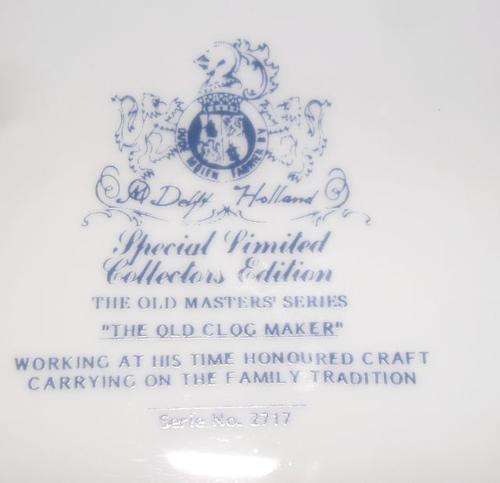 Delft Holland
Special Limited
Collectors Edition
THE OLD MASTERS' SERIES
"THE OLD CLOG MAKER"
WORKING AT HIS TIME HONOURED CRAFT
CARRYING ON THE FAMILY TRADITION
Serie No. 2717